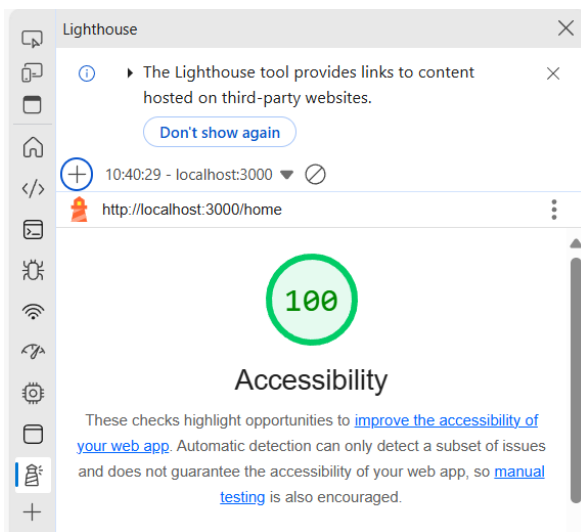 Lighthouse
The Lighthouse tool provides links to content
hosted on third-party websites.
Don't show again
10:40:29 - localhost:3000
http://localhost:3000/home
100
Accessibility
These checks highlight opportunities to improve the accessibility of
your web app. Automatic detection can only detect a subset of issues
and does not guarantee the accessibility of your web app, so manual
testing is also encouraged.